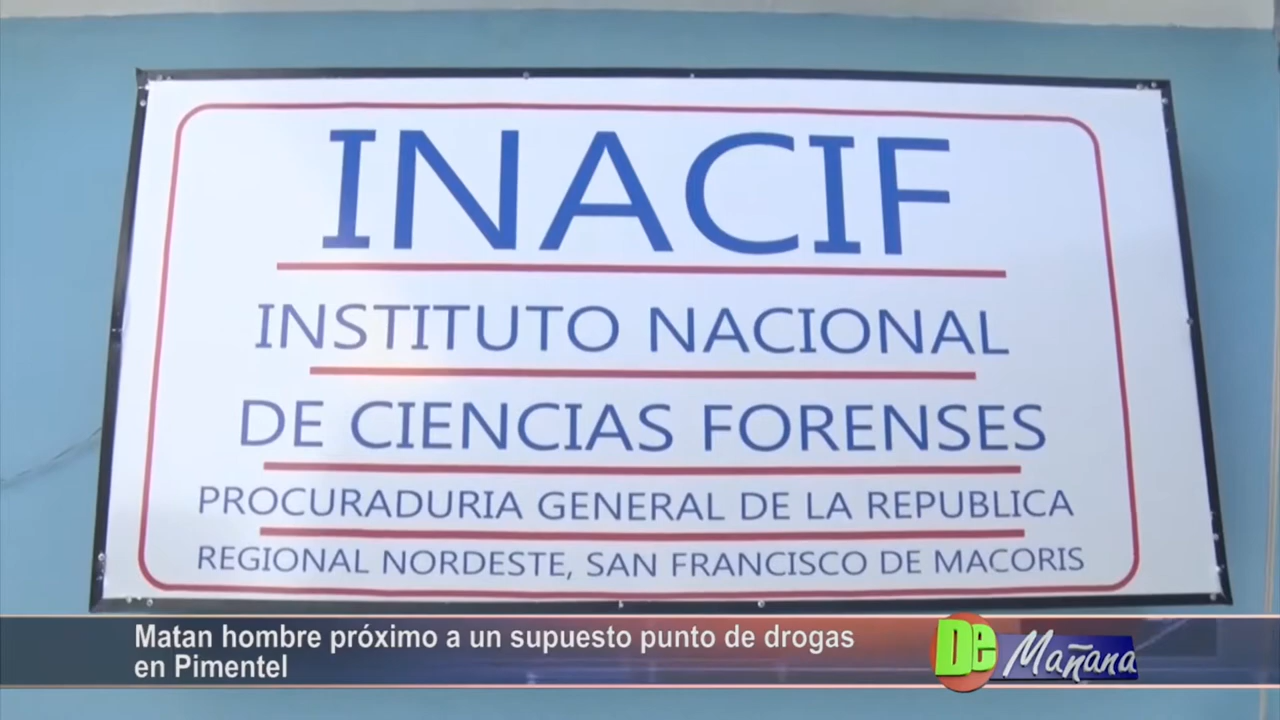 INACIF
INSTITUTO NACIONAL
DE CIENCIAS FORENSES
PROCURADURIA GENERAL DE LA REPUBLICA
REGIONAL NORDESTE, SAN FRANCISCO DE MACORIS
Matan hombre próximo a un supuesto punto de drogas
en Pimentel
De Mañana